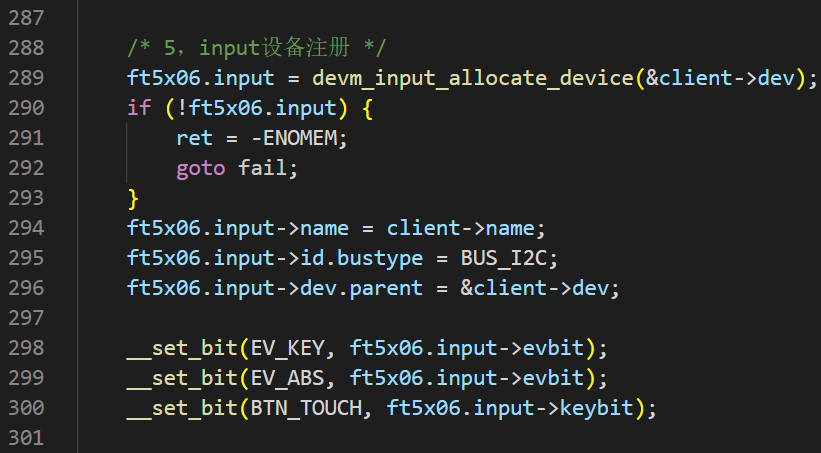 287
288 /* 5，input设备注册 */
289 ft5x06.input = devm_input_allocate_device(&client->dev);
290 if (!ft5x06.input) {
291 ret = -ENOMEM;
292 goto fail;
293 }
294 ft5x06.input->name = client->name;
295 ft5x06.input->id.bustype = BUS_I2C;
296 ft5x06.input->dev.parent = &client->dev;
297
298 __set_bit(EV_KEY, ft5x06.input->evbit);
299 __set_bit(EV_ABS, ft5x06.input->evbit);
300 __set_bit(BTN_TOUCH, ft5x06.input->keybit);
301